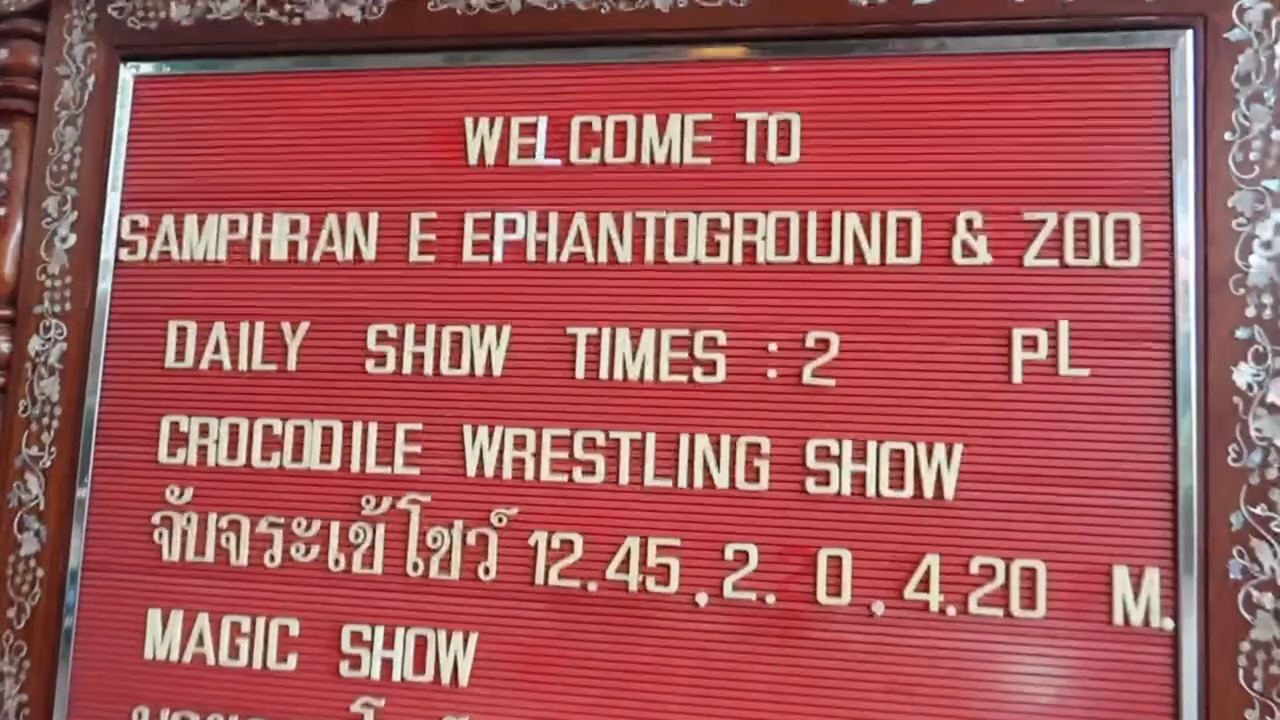 WELCOME TO
SAMPHRAN E EPHANTOGROUND & ZOO
DAILY SHOW TIMES : 2 PL
CROCODILE WRESTLING SHOW
จับจระเข้โชว์ 12.45,2. 0,4.20 M.
MAGIC SHOW